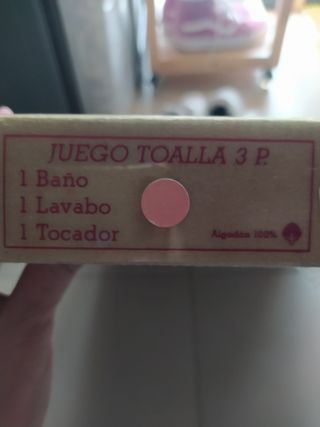 JUEGO TOALLA 3 P.
1 Baño
1 Lavabo
1 Tocador
Algodón 100%